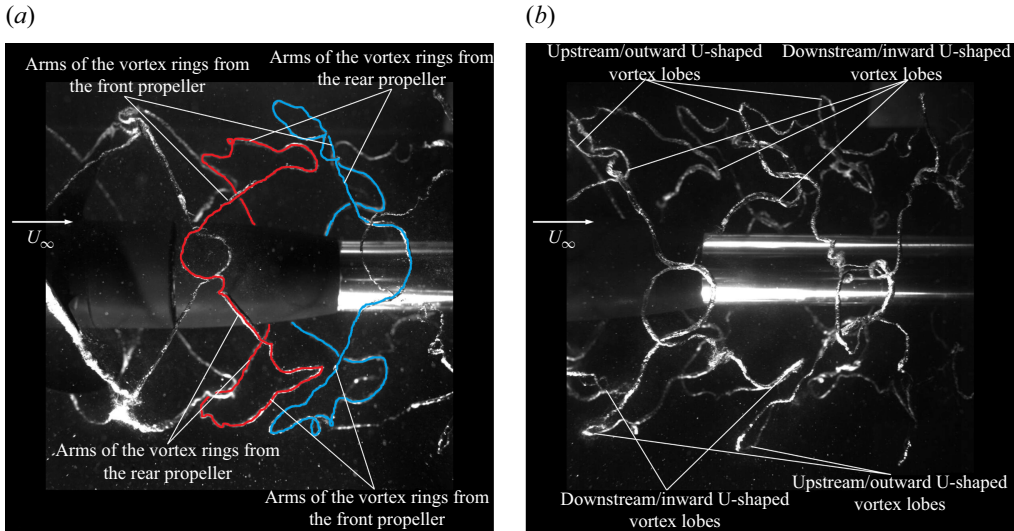 (a)
(b)
Arms of the vortex rings from
the front propeller
Arms of the vortex rings from
the rear propeller
Upstream/outward U-shaped
vortex lobes
Downstream/inward U-shaped
vortex lobes
U∞
U∞
Arms of the vortex rings from
the rear propeller
Arms of the vortex rings from
the front propeller
Downstream/inward U-shaped
vortex lobes
Upstream/outward U-shaped
vortex lobes